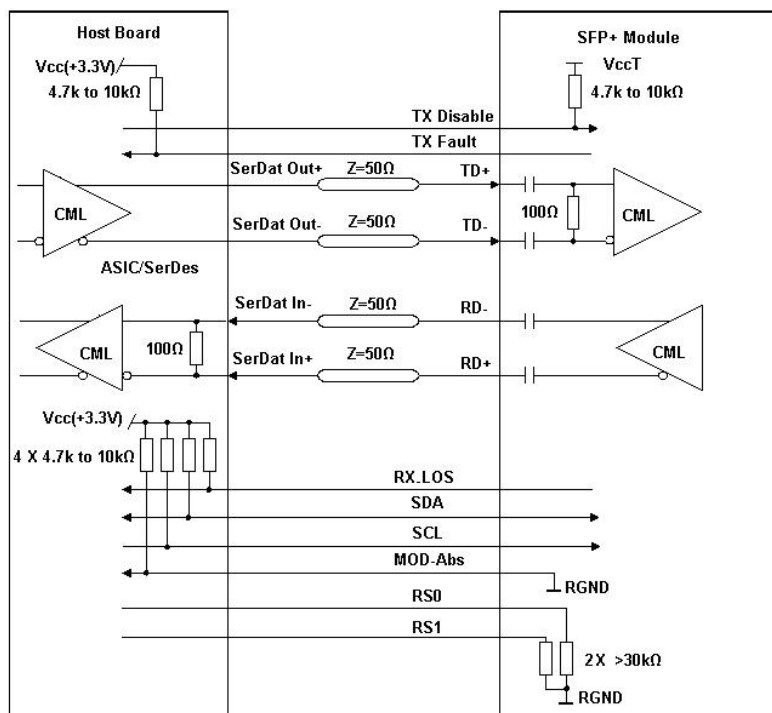 Host Board
SFP+ Module
Vcc(+3.3V)
4.7k to 10kΩ
VccT
4.7k to 10kΩ
TX Disable
TX Fault
SerDat Out+
Z=50Ω
TD+
CML
100Ω
CML
SerDat Out-
Z=50Ω
TD-
ASIC/SerDes
SerDat In-
Z=50Ω
RD-
CML
100Ω
CML
SerDat In+
Z=50Ω
RD+
Vcc(+3.3V)
4 X 4.7k to 10kΩ
RX_LOS
SDA
SCL
MOD-Abs
RGND
RS0
RS1
2X >30kΩ
RGND